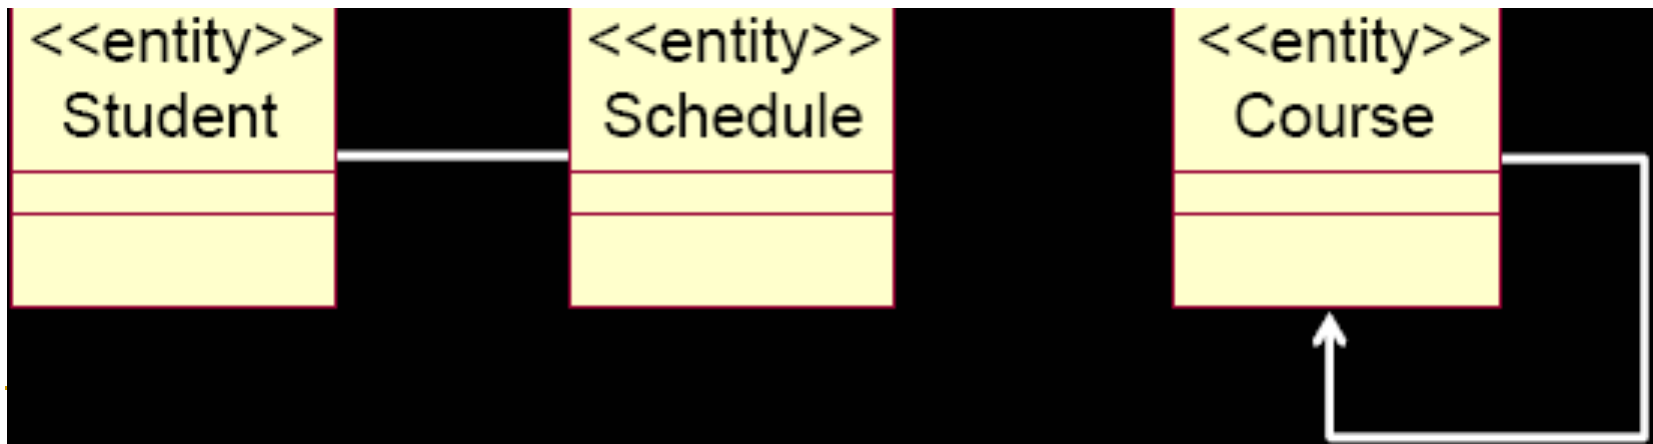 <<entity>>
Student
<<entity>>
Schedule
<<entity>>
Course